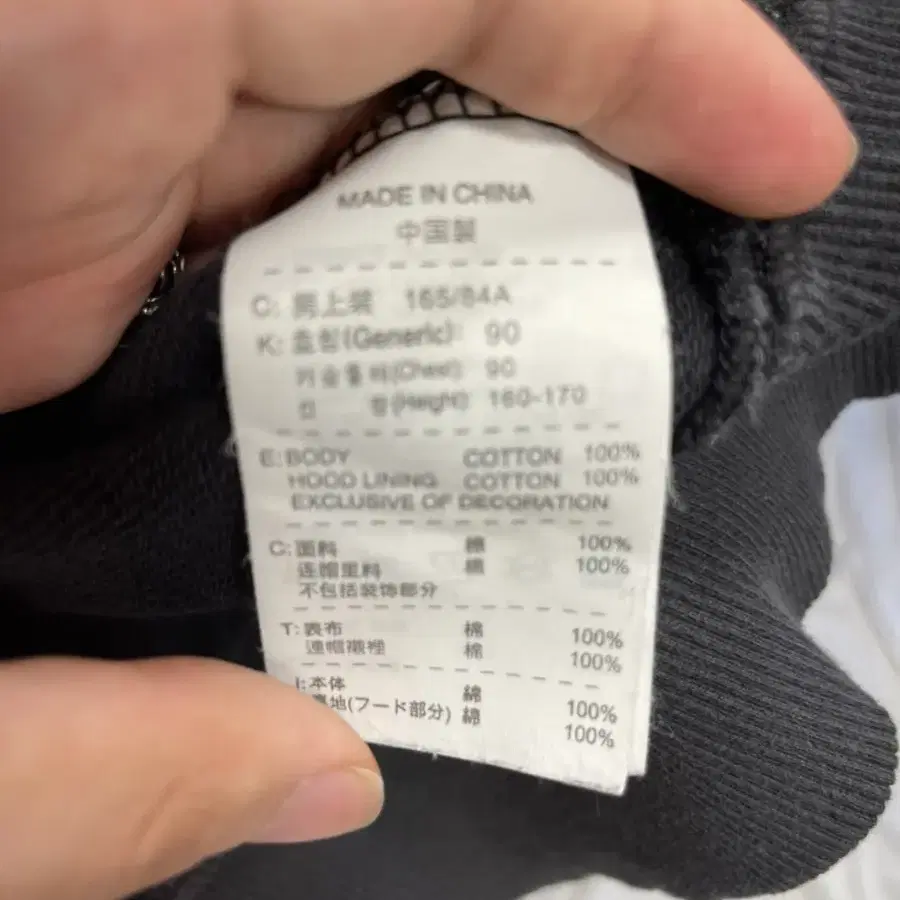 MADE IN CHINA
中国製
C: 男上装 165/84A
K: 호칭(Generic): 90
가슴둘레(Chest): 90
신 장(Height): 160-170
E: BODY COTTON 100%
HOOD LINING COTTON 100%
EXCLUSIVE OF DECORATION
C: 面料 棉 100%
连帽里料 棉 100%
不包括装饰部分
T: 表布 棉 100%
連帽襯裡 棉 100%
J: 本体 綿 100%
裏地(フード部分) 綿 100%